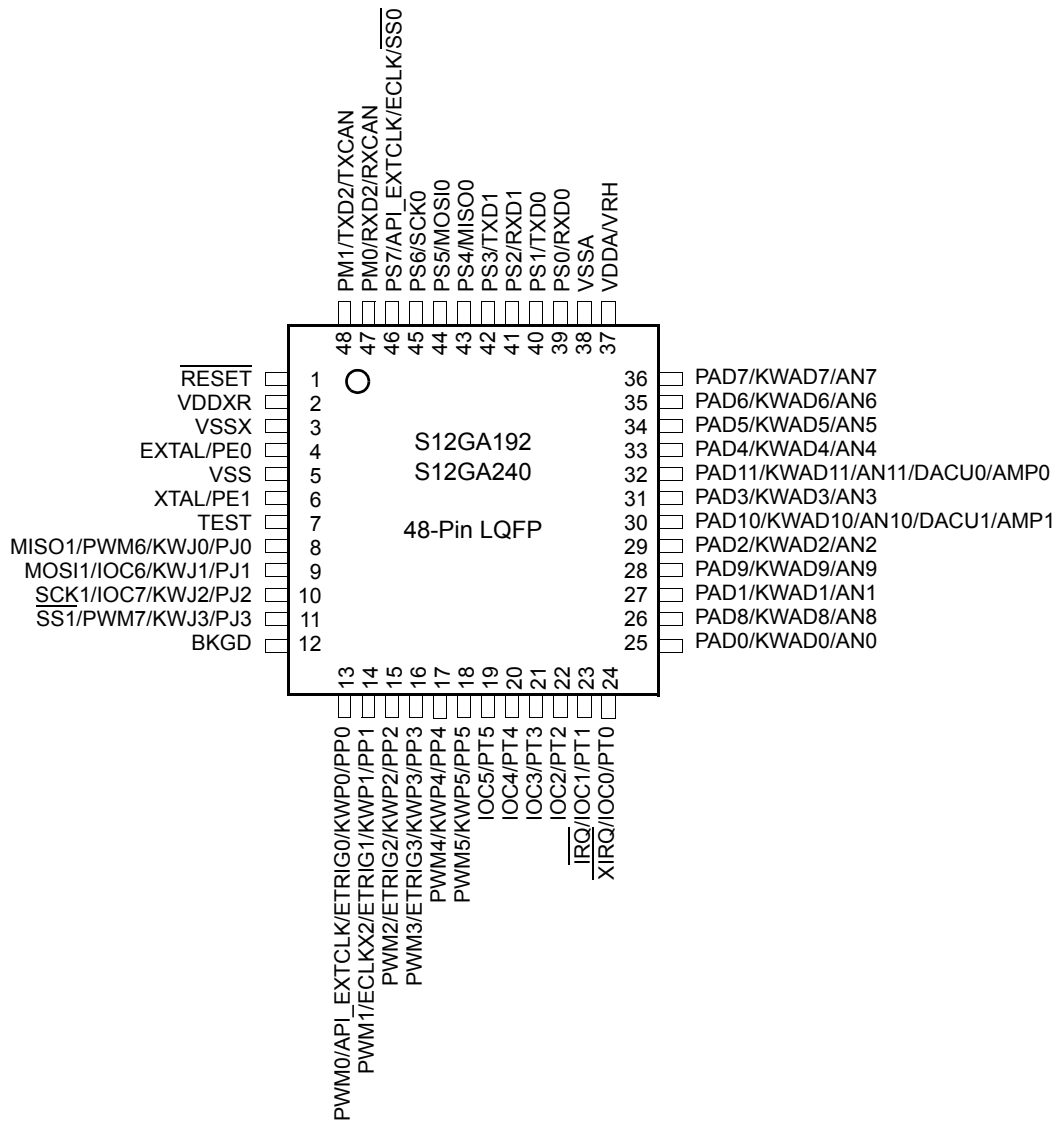 PM1/TXD2/TXCAN
PM0/RXD2/RXCAN
PS7/API_EXTCLK/ECLK/SS0
PS6/SCK0
PS5/MOSI0
PS4/MISO0
PS3/TXD1
PS2/RXD1
PS1/TXD0
PS0/RXD0
VSSA
VDDA/VRH
48
47
46
45
44
43
42
41
40
39
38
37
RESET 1
VDDXR 2
VSSX 3
EXTAL/PE0 4
VSS 5
XTAL/PE1 6
TEST 7
MISO1/PWM6/KWJ0/PJ0 8
MOSI1/IOC6/KWJ1/PJ1 9
SCK1/IOC7/KWJ2/PJ2 10
SS1/PWM7/KWJ3/PJ3 11
BKGD 12
S12GA192
S12GA240
48-Pin LQFP
36 PAD7/KWAD7/AN7
35 PAD6/KWAD6/AN6
34 PAD5/KWAD5/AN5
33 PAD4/KWAD4/AN4
32 PAD11/KWAD11/AN11/DACU0/AMP0
31 PAD3/KWAD3/AN3
30 PAD10/KWAD10/AN10/DACU1/AMP1
29 PAD2/KWAD2/AN2
28 PAD9/KWAD9/AN9
27 PAD1/KWAD1/AN1
26 PAD8/KWAD8/AN8
25 PAD0/KWAD0/AN0
13
14
15
16
17
18
19
20
21
22
23
24
PWM0/API_EXTCLK/ETRIG0/KWP0/PP0
PWM1/ECLKX2/ETRIG1/KWP1/PP1
PWM2/ETRIG2/KWP2/PP2
PWM3/ETRIG3/KWP3/PP3
PWM4/KWP4/PP4
PWM5/KWP5/PP5
IOC5/PT5
IOC4/PT4
IOC3/PT3
IOC2/PT2
IRQ/IOC1/PT1
XIRQ/IOC0/PT0